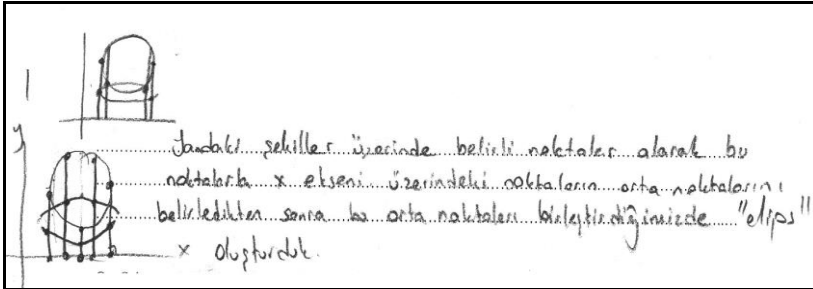 y
Yandaki şekiller üzerinde belirli noktalar alarak bu
noktalarla x ekseni üzerindeki noktaların orta noktalarını
belirledikten sonra bu orta noktaları birleştirdiğimizde "elips"
x oluşturduk.